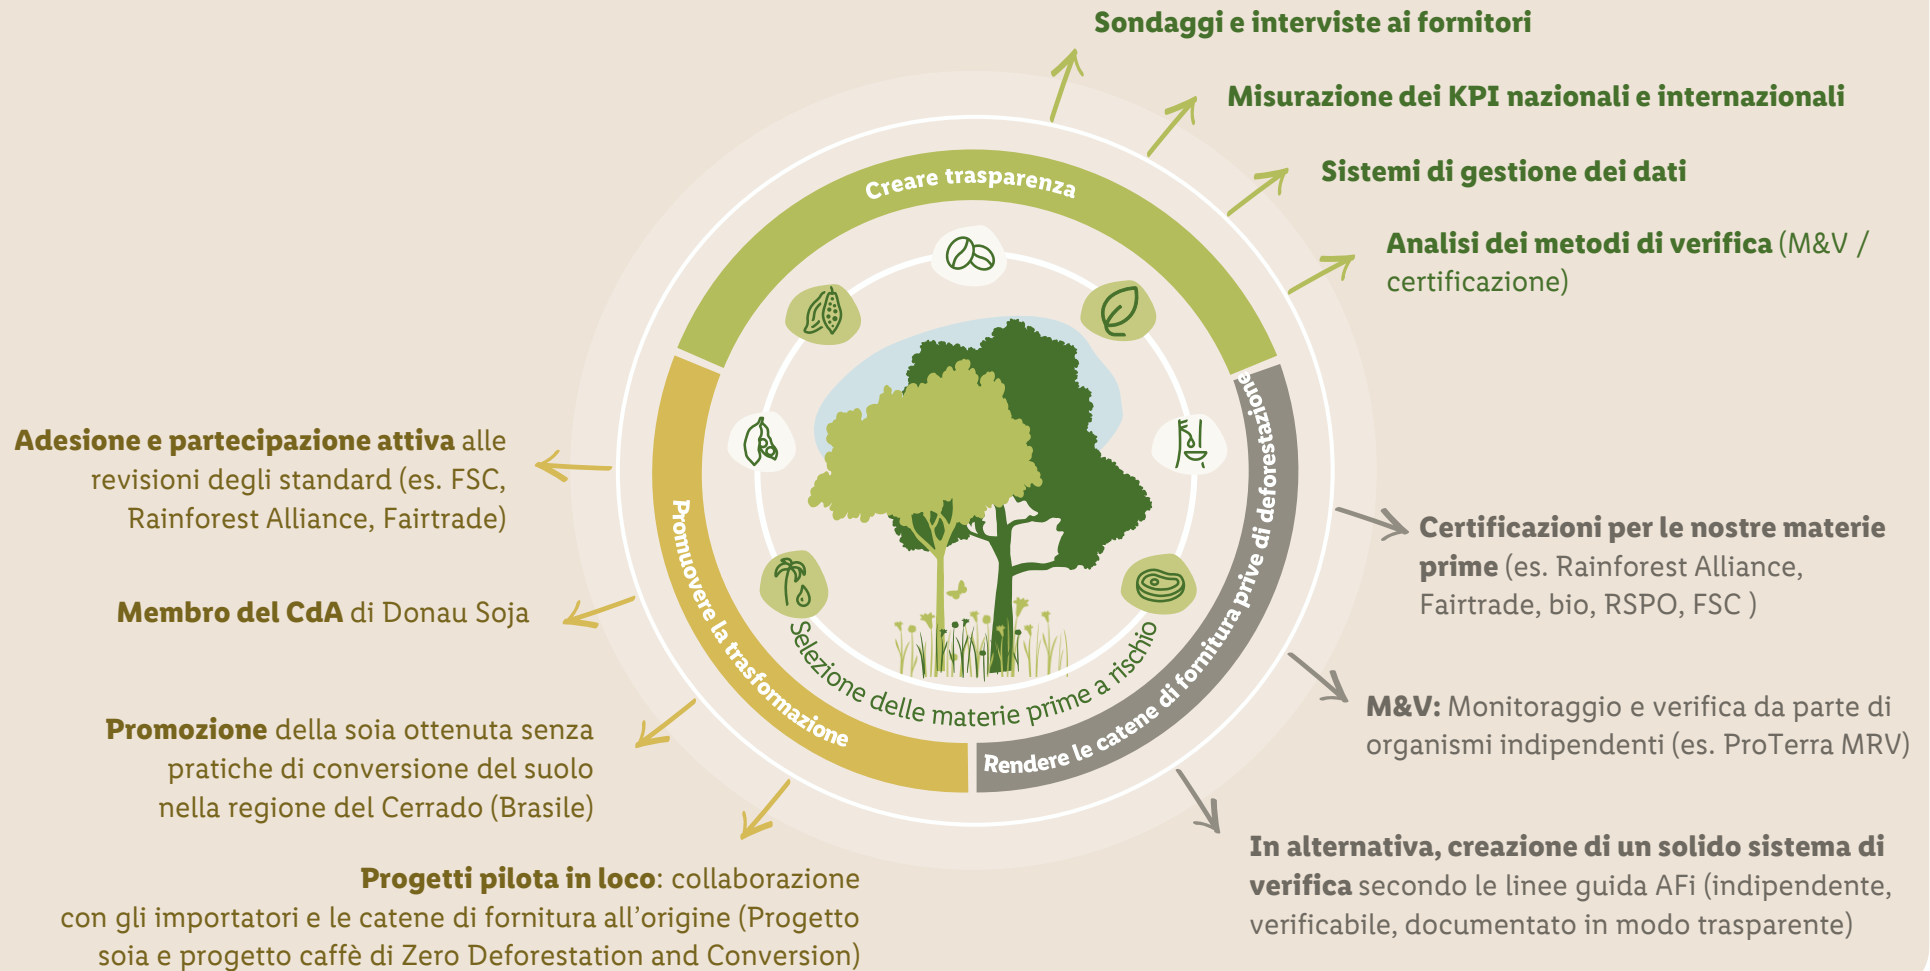 Sondaggi e interviste ai fornitori
Misurazione dei KPI nazionali e internazionali
Sistemi di gestione dei dati
Analisi dei metodi di verifica (M&V /
certificazione)
Creare trasparenza
Adesione e partecipazione attiva alle
revisioni degli standard (es. FSC,
Rainforest Alliance, Fairtrade)
Membro del CdA di Donau Soja
Promozione della soia ottenuta senza
pratiche di conversione del suolo
nella regione del Cerrado (Brasile)
Progetti pilota in loco: collaborazione
con gli importatori e le catene di fornitura all'origine (Progetto
soia e progetto caffè di Zero Deforestation and Conversion)
Promuovere la trasformazione
Selezione delle materie prime a rischio
Rendere le catene di fornitura prive di deforestazione
Certificazioni per le nostre materie
prime (es. Rainforest Alliance,
Fairtrade, bio, RSPO, FSC )
M&V: Monitoraggio e verifica da parte di
organismi indipendenti (es. ProTerra MRV)
In alternativa, creazione di un solido sistema di
verifica secondo le linee guida AFi (indipendente,
verificabile, documentato in modo trasparente)